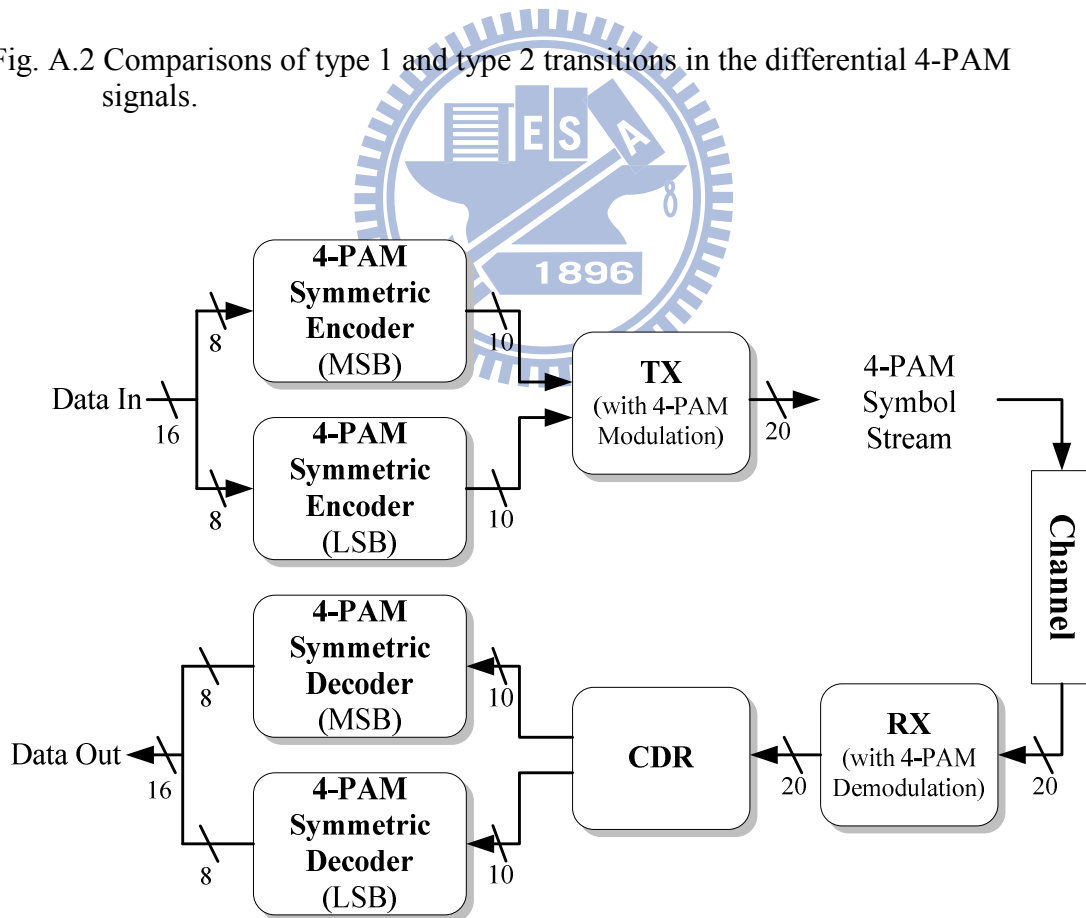 Fig. A.2 Comparisons of type 1 and type 2 transitions in the differential 4-PAM
signals.
E S A
8
1896
4-PAM
Symmetric
Encoder
(MSB)
8
10
Data In
16
4-PAM
Symmetric
Encoder
(LSB)
8
10
TX
(with 4-PAM
Modulation)
20
4-PAM
Symbol
Stream
Channel
4-PAM
Symmetric
Decoder
(MSB)
8
10
Data Out
16
4-PAM
Symmetric
Decoder
(LSB)
8
10
CDR
20
RX
(with 4-PAM
Demodulation)
20